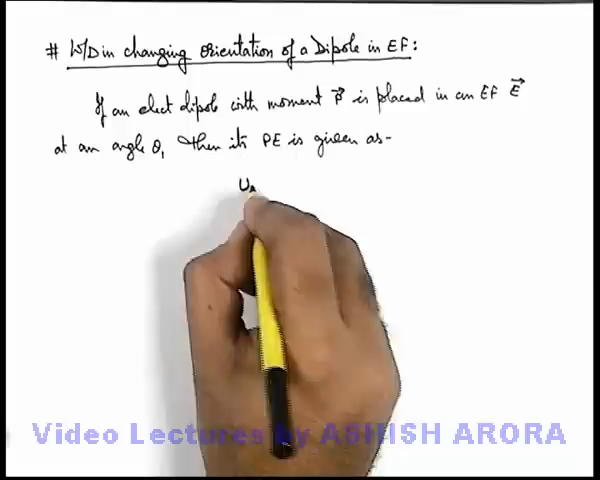 # W/D in changing orientation of a Dipole in EF:
If an elect dipole with moment P⃗ is placed in an EF E⃗
at an angle θ, then its PE is given as-
U
Video Lectures by ASHISH ARORA